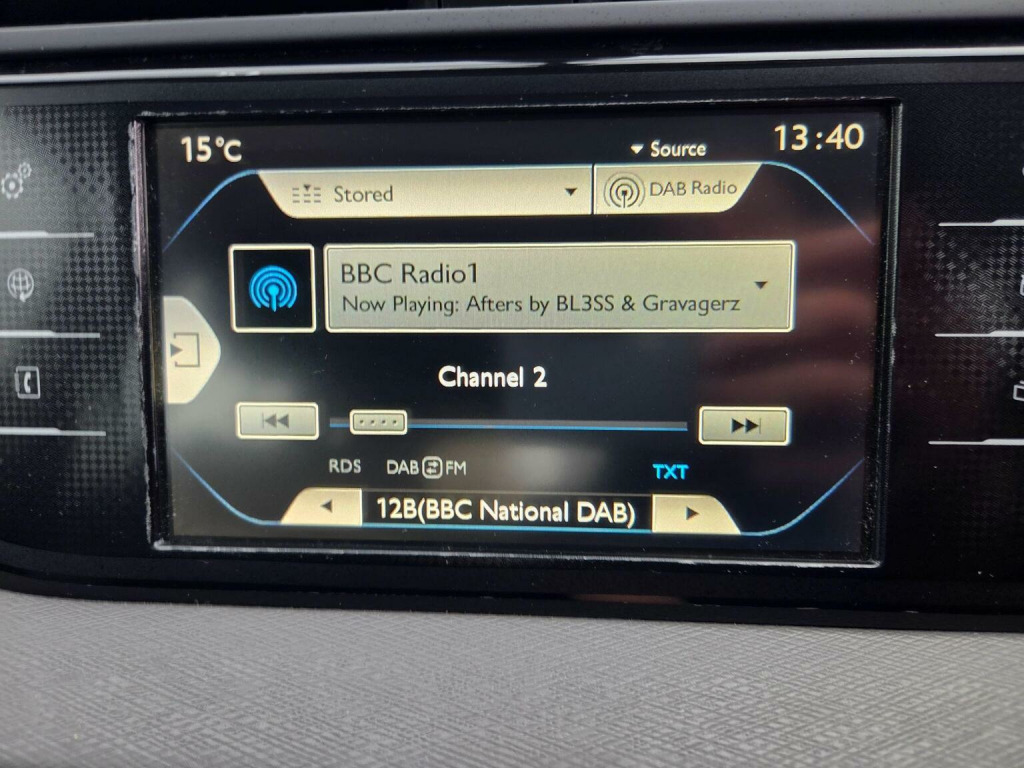 15°C
Source
13:40
Stored
DAB Radio
BBC Radio1
Now Playing: Afters by BL3SS & Gravagerz
Channel 2
RDS DAB FM
TXT
12B(BBC National DAB)